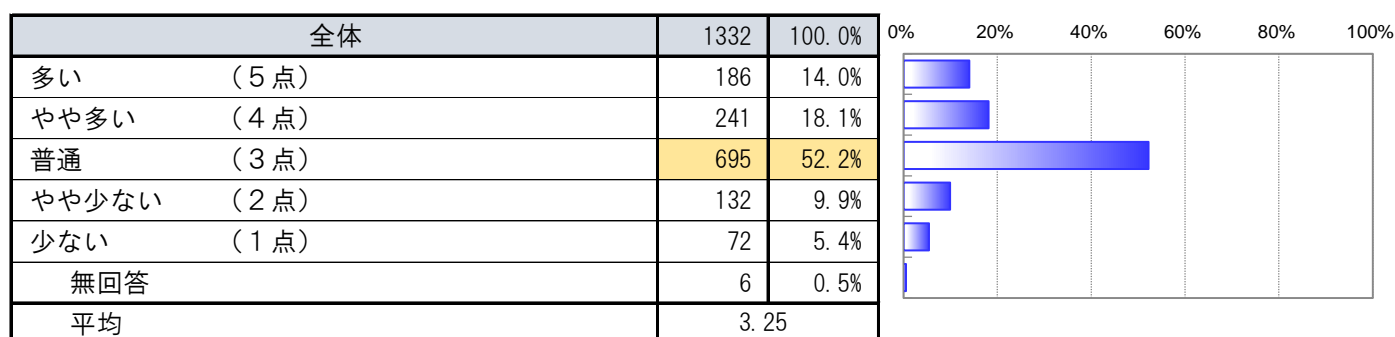 全体 1332 100.0%
多い （５点） 186 14.0%
やや多い （４点） 241 18.1%
普通 （３点） 695 52.2%
やや少ない （２点） 132 9.9%
少ない （１点） 72 5.4%
無回答 6 0.5%
平均 3.25
0% 20% 40% 60% 80% 100%